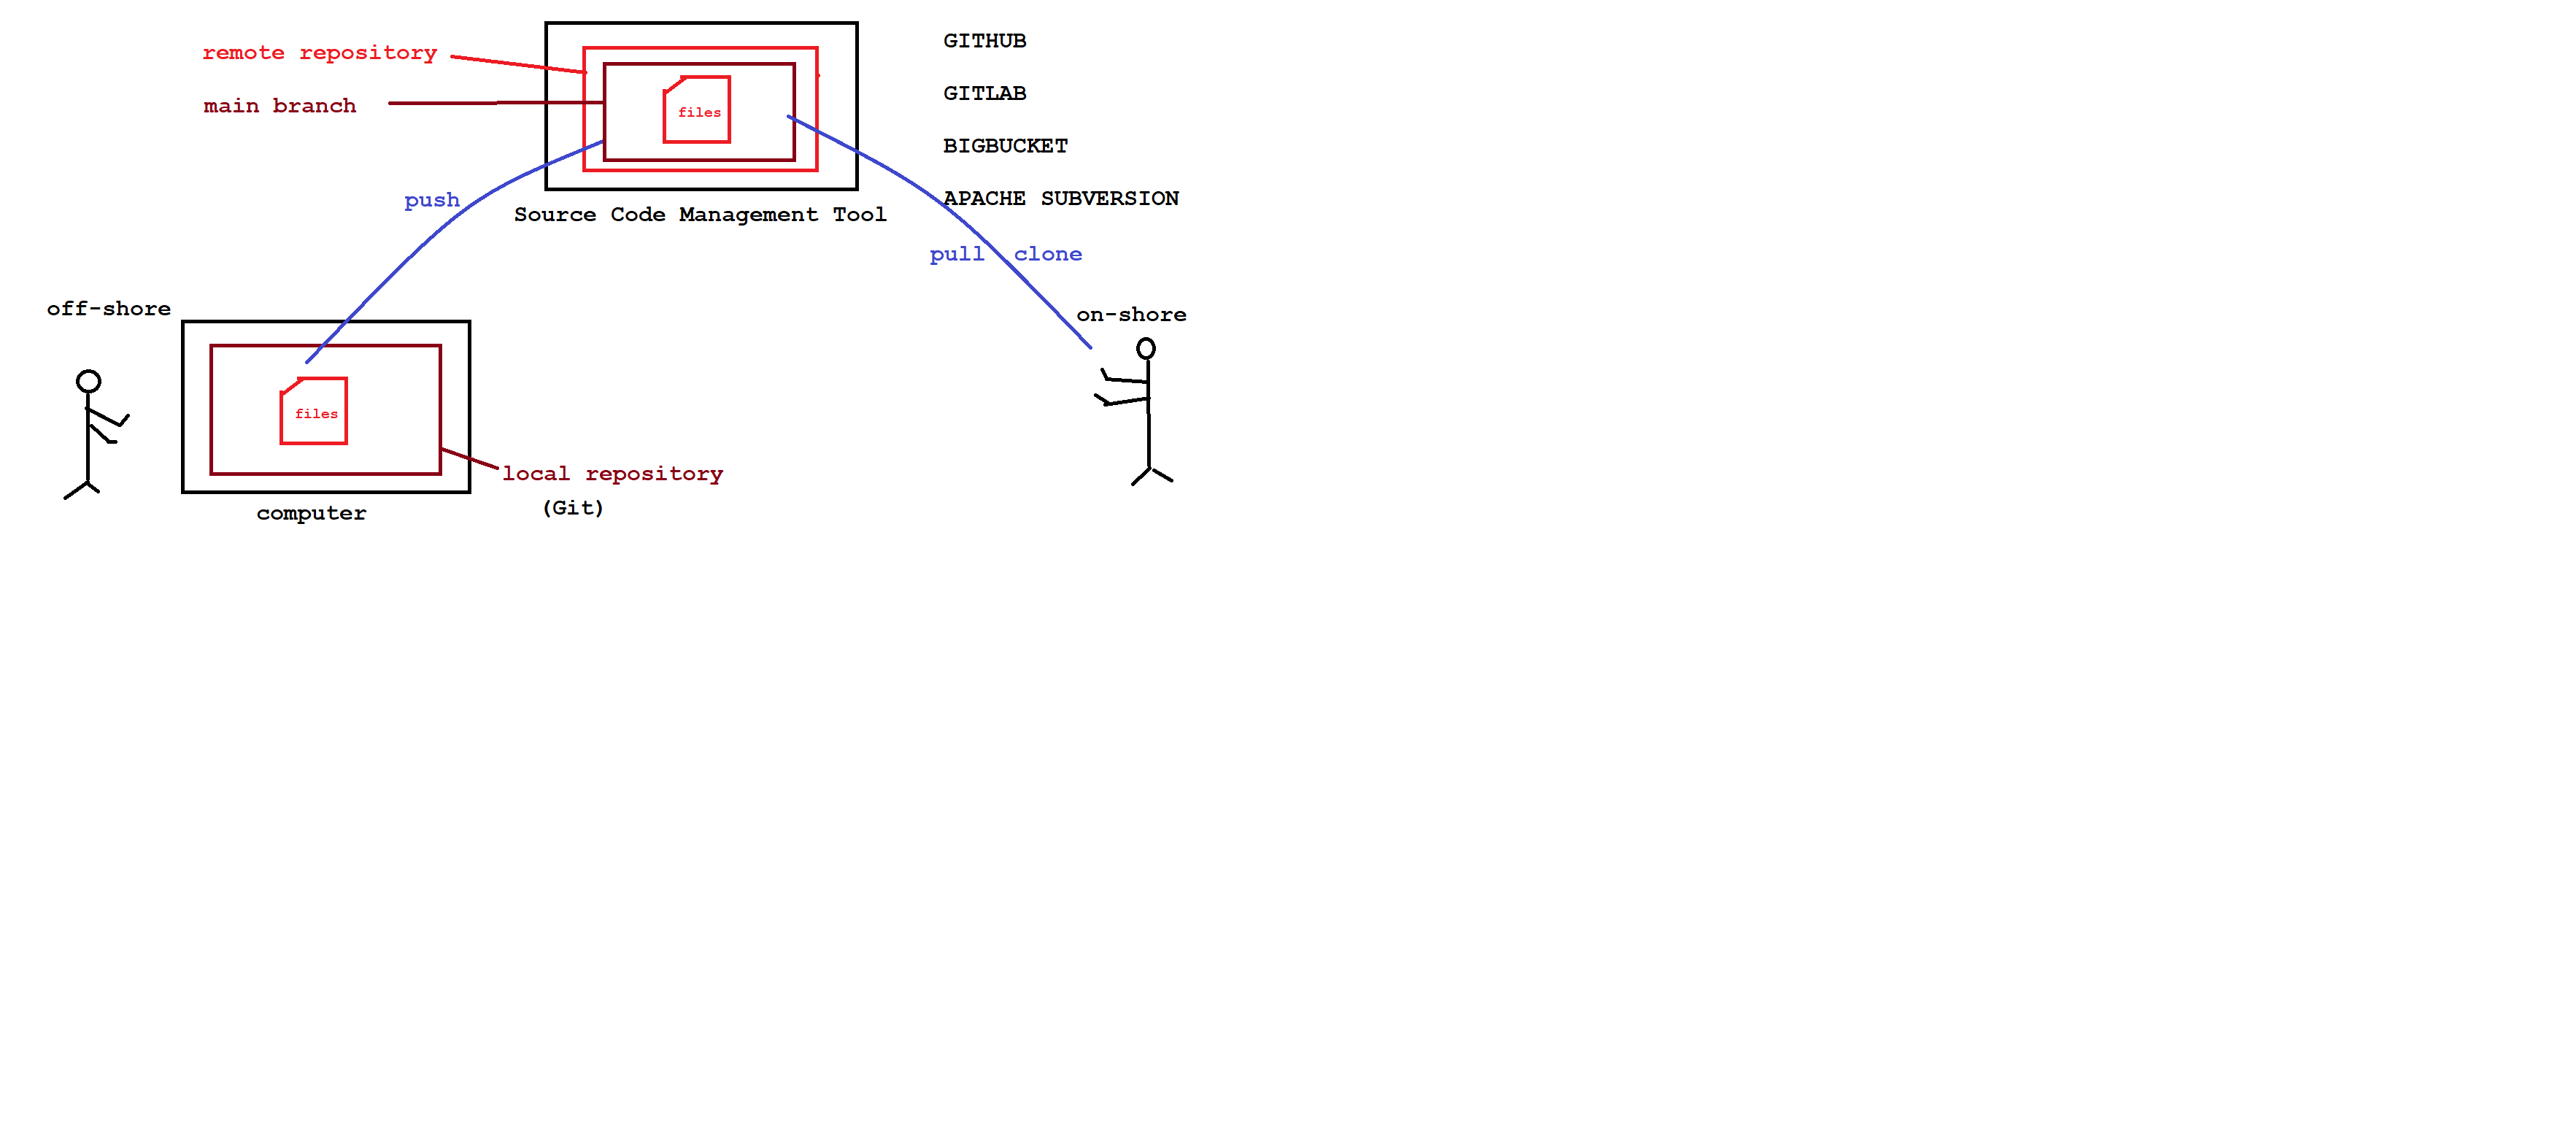 remote repository
main branch
files
GITHUB
GITLAB
BIGBUCKET
APACHE SUBVERSION
push
Source Code Management Tool
pull clone
off-shore
on-shore
files
local repository
(Git)
computer